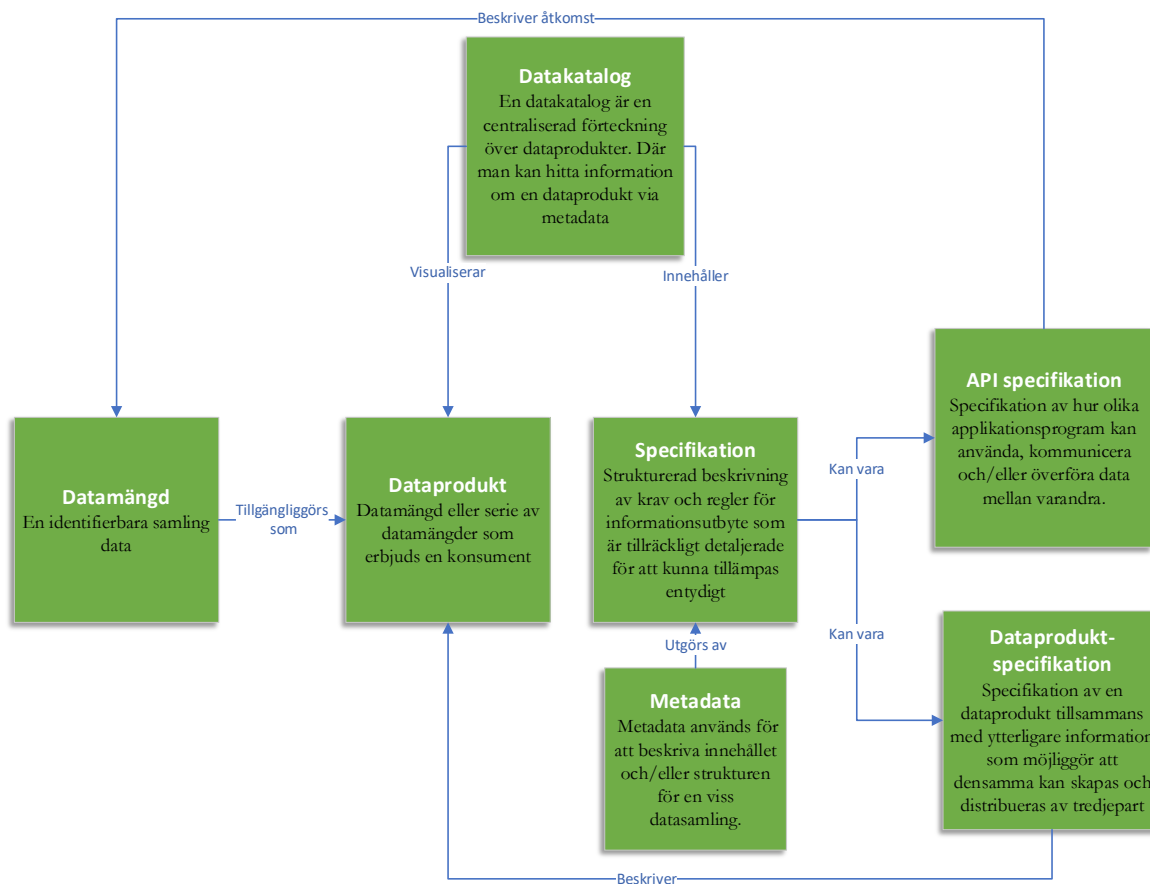 Beskriver åtkomst
Datakatalog
En datakatalog är en
centraliserad förteckning
över dataprodukter. Där
man kan hitta information
om en dataprodukt via
metadata
Visualiserar
Innehåller
Datamängd
En identifierbara samling
data
Tillgängliggörs
som
Dataprodukt
Datamängd eller serie av
datamängder som
erbjuds en konsument
Specifikation
Strukturerad beskrivning
av krav och regler för
informationsutbyte som
är tillräckligt detaljerade
för att kunna tillämpas
entydigt
Kan vara
API specifikation
Specifikation av hur olika
applikationsprogram kan
använda, kommunicera
och/eller överföra data
mellan varandra.
Kan vara
Dataprodukt-
specifikation
Specifikation av en
dataprodukt tillsammans
med ytterligare information
som möjliggör att
densamma kan skapas och
distribueras av tredjepart
Utgörs av
Metadata
Metadata används för
att beskriva innehållet
och/eller strukturen
för en viss
datasamling.
Beskriver